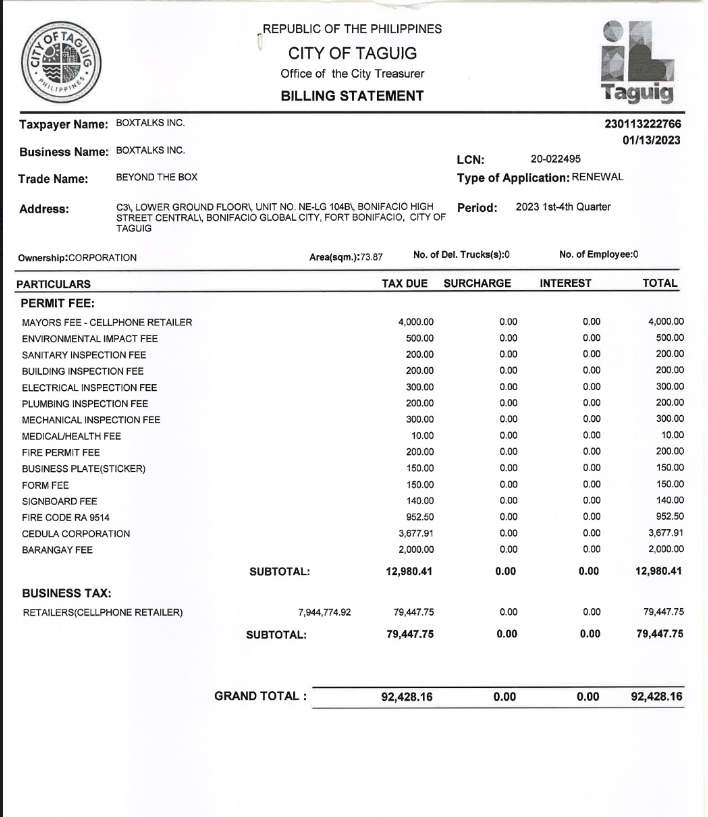 REPUBLIC OF THE PHILIPPINES
CITY OF TAGUIG
Office of the City Treasurer
BILLING STATEMENT
CITY OF TAGUIG
PHILIPPINES
Taguig
Taxpayer Name: BOXTALKS INC.
230113222766
01/13/2023
Business Name: BOXTALKS INC.
LCN: 20-022495
Trade Name: BEYOND THE BOX
Type of Application: RENEWAL
Address: C3\, LOWER GROUND FLOOR\, UNIT NO. NE-LG 104B\, BONIFACIO HIGH
STREET CENTRAL\, BONIFACIO GLOBAL CITY, FORT BONIFACIO, CITY OF
TAGUIG
Period: 2023 1st-4th Quarter
Ownership:CORPORATION Area(sqm.):73.87 No. of Del. Trucks(s):0 No. of Employee:0
PARTICULARS TAX DUE SURCHARGE INTEREST TOTAL
PERMIT FEE:
MAYORS FEE - CELLPHONE RETAILER 4,000.00 0.00 0.00 4,000.00
ENVIRONMENTAL IMPACT FEE 500.00 0.00 0.00 500.00
SANITARY INSPECTION FEE 200.00 0.00 0.00 200.00
BUILDING INSPECTION FEE 200.00 0.00 0.00 200.00
ELECTRICAL INSPECTION FEE 300.00 0.00 0.00 300.00
PLUMBING INSPECTION FEE 200.00 0.00 0.00 200.00
MECHANICAL INSPECTION FEE 300.00 0.00 0.00 300.00
MEDICAL/HEALTH FEE 10.00 0.00 0.00 10.00
FIRE PERMIT FEE 200.00 0.00 0.00 200.00
BUSINESS PLATE(STICKER) 150.00 0.00 0.00 150.00
FORM FEE 150.00 0.00 0.00 150.00
SIGNBOARD FEE 140.00 0.00 0.00 140.00
FIRE CODE RA 9514 952.50 0.00 0.00 952.50
CEDULA CORPORATION 3,677.91 0.00 0.00 3,677.91
BARANGAY FEE 2,000.00 0.00 0.00 2,000.00
SUBTOTAL: 12,980.41 0.00 0.00 12,980.41
BUSINESS TAX:
RETAILERS(CELLPHONE RETAILER) 7,944,774.92 79,447.75 0.00 0.00 79,447.75
SUBTOTAL: 79,447.75 0.00 0.00 79,447.75
GRAND TOTAL : 92,428.16 0.00 0.00 92,428.16